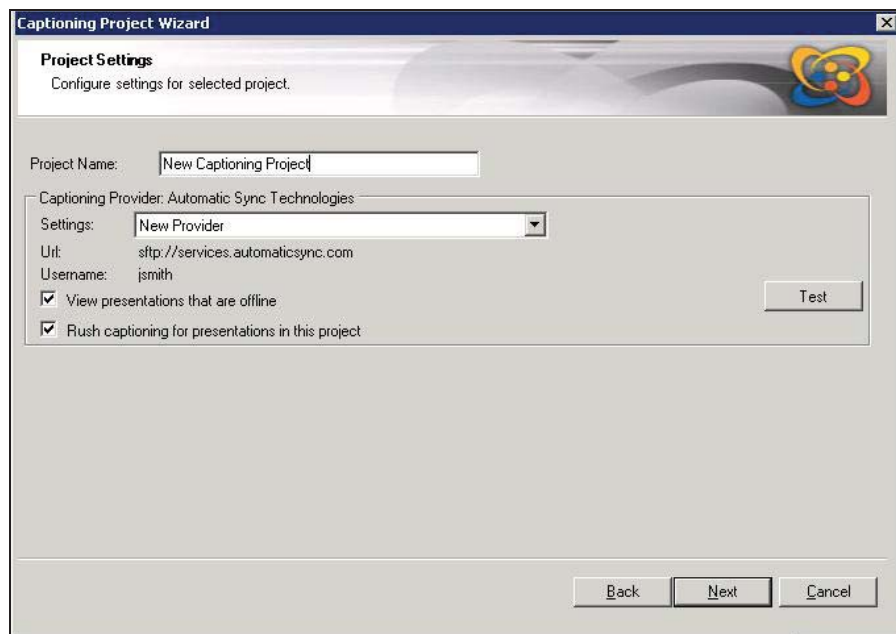 Captioning Project Wizard
Project Settings
Configure settings for selected project.
Project Name: New Captioning Project
Captioning Provider: Automatic Sync Technologies
Settings: New Provider
Url: sftp://services.automaticsync.com
Username: jsmith
View presentations that are offline
Test
Rush captioning for presentations in this project
Back Next Cancel